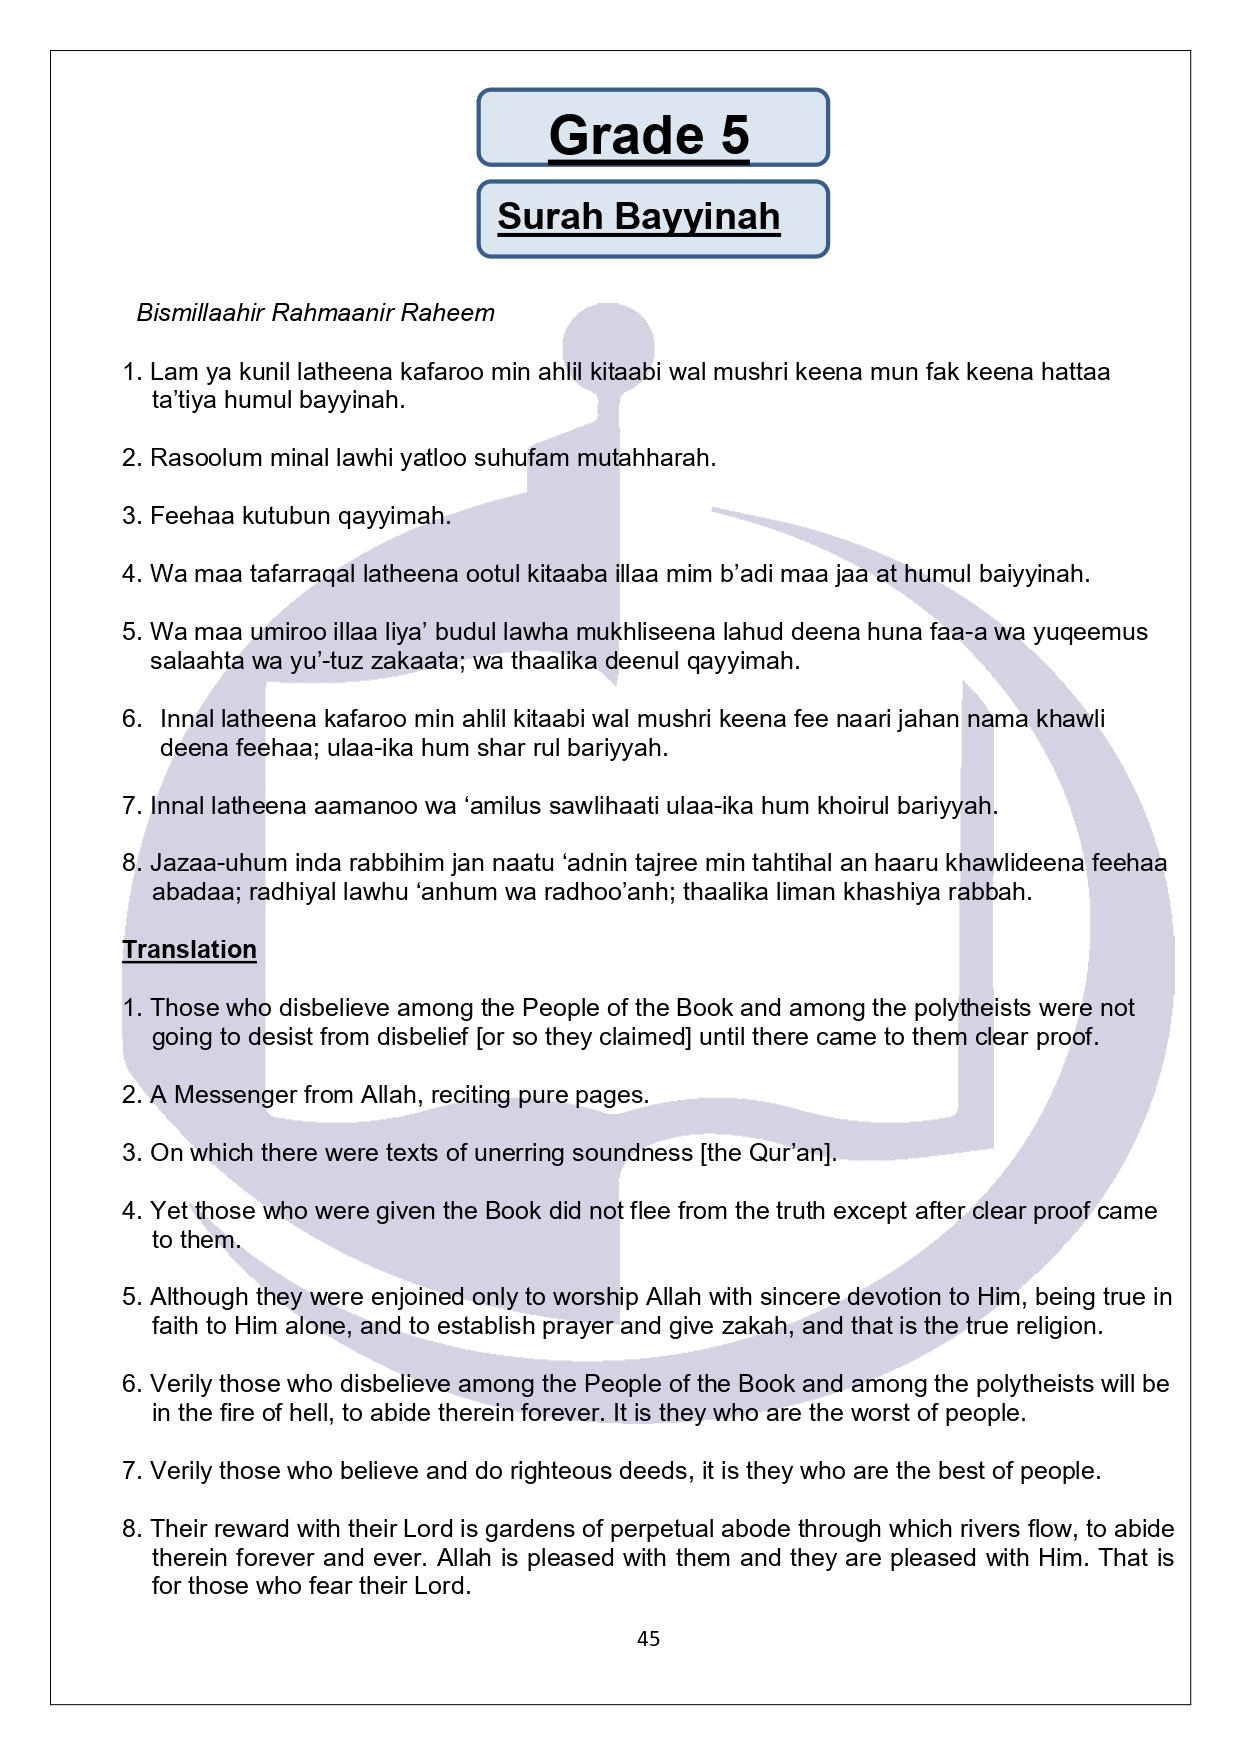 Grade 5
Surah Bayyinah
Bismillaahir Rahmaanir Raheem
1. Lam ya kunil latheena kafaroo min ahlil kitaabi wal mushri keena mun fak keena hattaa
ta’tiya humul bayyinah.
2. Rasoolum minal lawhi yatloo suhufam mutahharah.
3. Feehaa kutubun qayyimah.
4. Wa maa tafarraqal latheena ootul kitaaba illaa mim b’adi maa jaa at humul baiyyinah.
5. Wa maa umiroo illaa liya’ budul lawha mukhliseena lahud deena huna faa-a wa yuqeemus
salaahta wa yu’-tuz zakaata; wa thaalika deenul qayyimah.
6. Innal latheena kafaroo min ahlil kitaabi wal mushri keena fee naari jahan nama khawli
deena feehaa; ulaa-ika hum shar rul bariyyah.
7. Innal latheena aamanoo wa ‘amilus sawlihaati ulaa-ika hum khoirul bariyyah.
8. Jazaa-uhum inda rabbihim jan naatu ‘adnin tajree min tahtihal an haaru khawlideena feehaa
abadaa; radhiyal lawhu ‘anhum wa radhoo’anh; thaalika liman khashiya rabbah.
Translation
1. Those who disbelieve among the People of the Book and among the polytheists were not
going to desist from disbelief [or so they claimed] until there came to them clear proof.
2. A Messenger from Allah, reciting pure pages.
3. On which there were texts of unerring soundness [the Qur’an].
4. Yet those who were given the Book did not flee from the truth except after clear proof came
to them.
5. Although they were enjoined only to worship Allah with sincere devotion to Him, being true in
faith to Him alone, and to establish prayer and give zakah, and that is the true religion.
6. Verily those who disbelieve among the People of the Book and among the polytheists will be
in the fire of hell, to abide therein forever. It is they who are the worst of people.
7. Verily those who believe and do righteous deeds, it is they who are the best of people.
8. Their reward with their Lord is gardens of perpetual abode through which rivers flow, to abide
therein forever and ever. Allah is pleased with them and they are pleased with Him. That is
for those who fear their Lord.
45